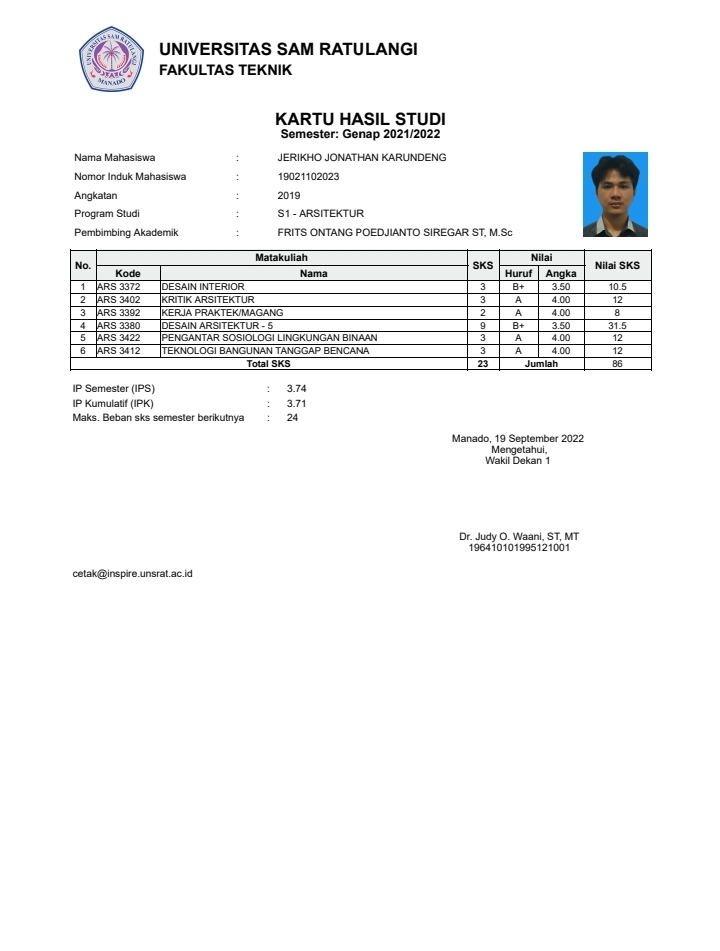 UNIVERSITAS SAM RATULANGI
MANADO
UNIVERSITAS SAM RATULANGI
FAKULTAS TEKNIK
KARTU HASIL STUDI
Semester: Genap 2021/2022
Nama Mahasiswa : JERIKHO JONATHAN KARUNDENG
Nomor Induk Mahasiswa : 19021102023
Angkatan : 2019
Program Studi : S1 - ARSITEKTUR
Pembimbing Akademik : FRITS ONTANG POEDJIANTO SIREGAR ST, M.Sc
No. Matakuliah SKS Nilai Nilai SKS
Kode Nama Huruf Angka
1 ARS 3372 DESAIN INTERIOR 3 B+ 3.50 10.5
2 ARS 3402 KRITIK ARSITEKTUR 3 A 4.00 12
3 ARS 3392 KERJA PRAKTEK/MAGANG 2 A 4.00 8
4 ARS 3380 DESAIN ARSITEKTUR - 5 9 B+ 3.50 31.5
5 ARS 3422 PENGANTAR SOSIOLOGI LINGKUNGAN BINAAN 3 A 4.00 12
6 ARS 3412 TEKNOLOGI BANGUNAN TANGGAP BENCANA 3 A 4.00 12
Total SKS 23 Jumlah 86
IP Semester (IPS) : 3.74
IP Kumulatif (IPK) : 3.71
Maks. Beban sks semester berikutnya : 24
Manado, 19 September 2022
Mengetahui,
Wakil Dekan 1
Dr. Judy O. Waani, ST, MT
196410101995121001
cetak@inspire.unsrat.ac.id